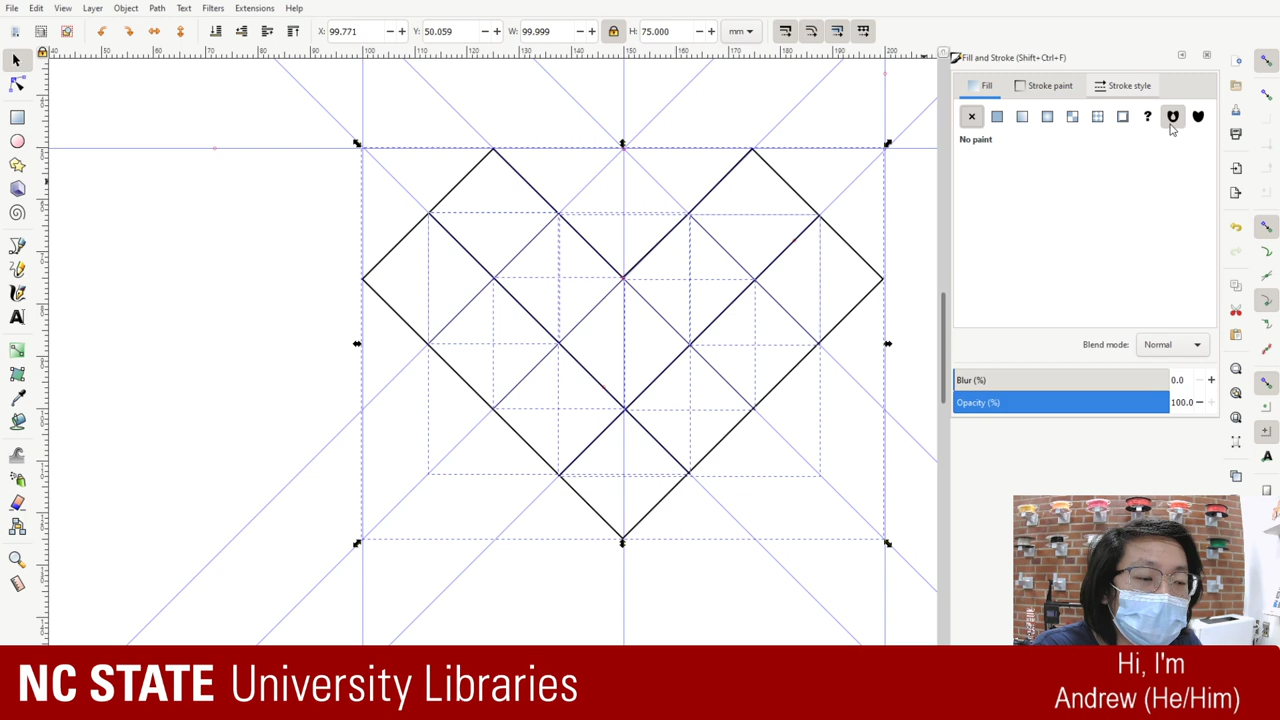 File Edit View Layer Object Path Text Filters Extensions Help
X: 99.771 Y: 50.059 W: 99.999 H: 75.000 mm
Fill and Stroke (Shift+Ctrl+F)
Fill Stroke paint Stroke style
No paint
Blend mode: Normal
Blur (%) 0.0
Opacity (%) 100.0
NC STATE University Libraries
Hi, I'm
Andrew (He/Him)